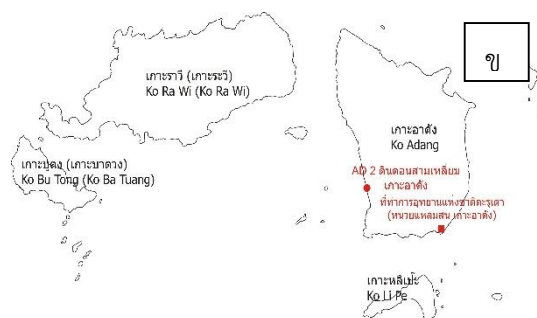 ข
เกาะราวี (เกาะระวิ)
Ko Ra Wi (Ko Ra Wi)
เกาะอาดัง
Ko Adang
เกาะบุตง (เกาะบาตวง)
Ko Bu Tong (Ko Ba Tuang)
AD 2 ดินดอนสามเหลี่ยม
เกาะอาดัง
ที่ทำการอุทยานแห่งชาติตะรุเตา
(หน่วยแหลมสน เกาะอาดัง)
เกาะหลีเป๊ะ
Ko Li Pe